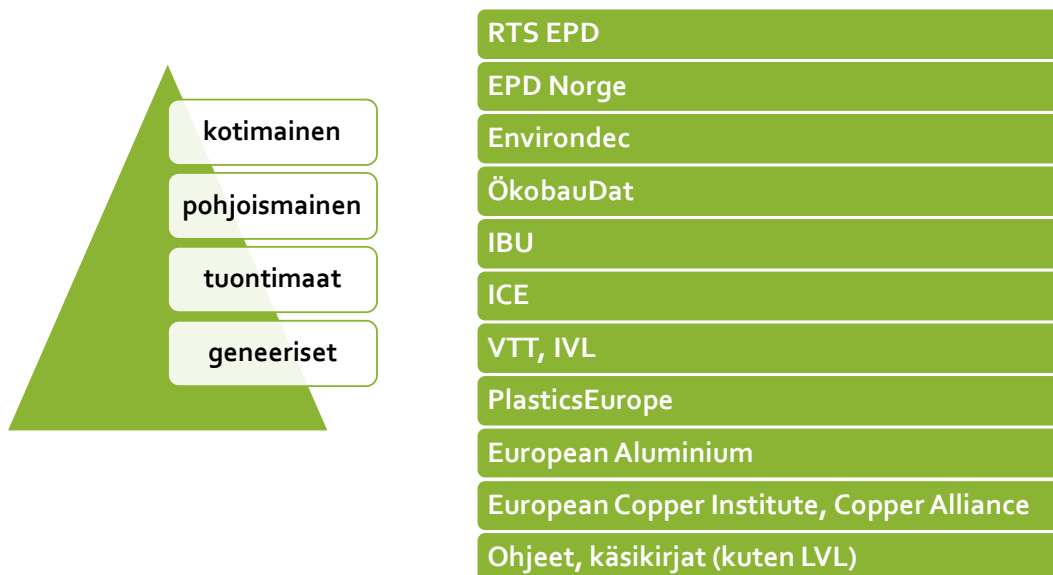 kotimainen
pohjoismainen
tuontimaat
geneeriset
RTS EPD
EPD Norge
Environdec
ÖkobauDat
IBU
ICE
VTT, IVL
PlasticsEurope
European Aluminium
European Copper Institute, Copper Alliance
Ohjeet, käsikirjat (kuten LVL)